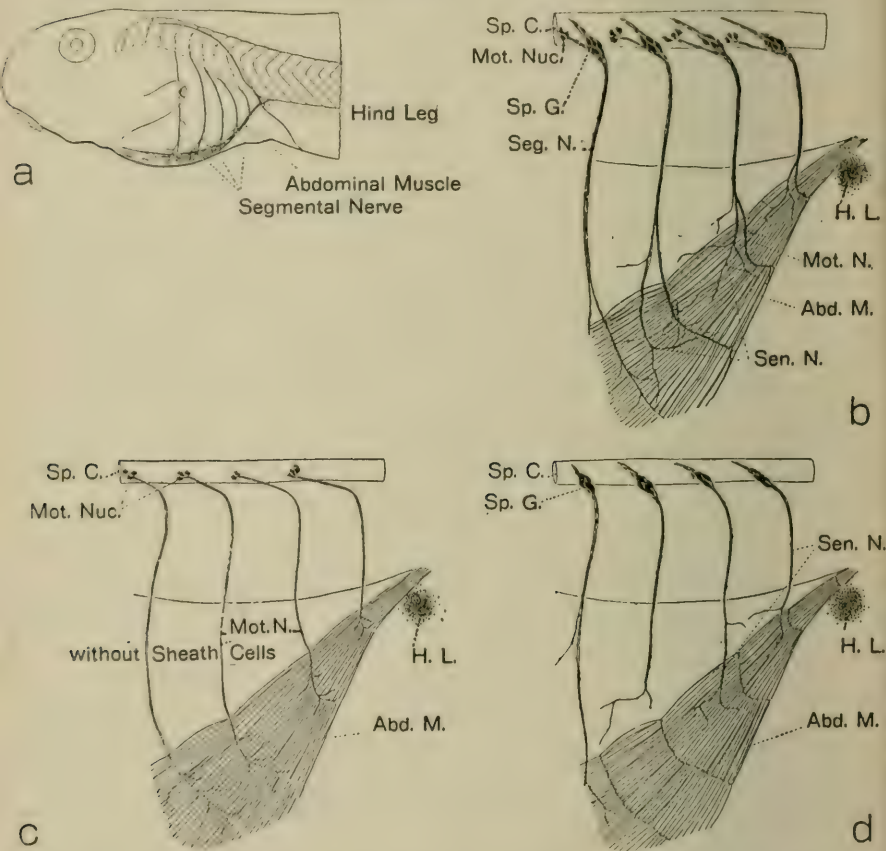 Hind Leg
Abdominal Muscle
Segmental Nerve
a
Sp. C.
Mot. Nuc.
Sp. G.
Seg. N.
H. L.
Mot. N.
Abd. M.
Sen. N.
b
Sp. C.
Mot. Nuc.
Mot. N.
without Sheath Cells
H. L.
Abd. M.
c
Sp. C.
Sp. G.
Sen. N.
H. L.
Abd. M.
d